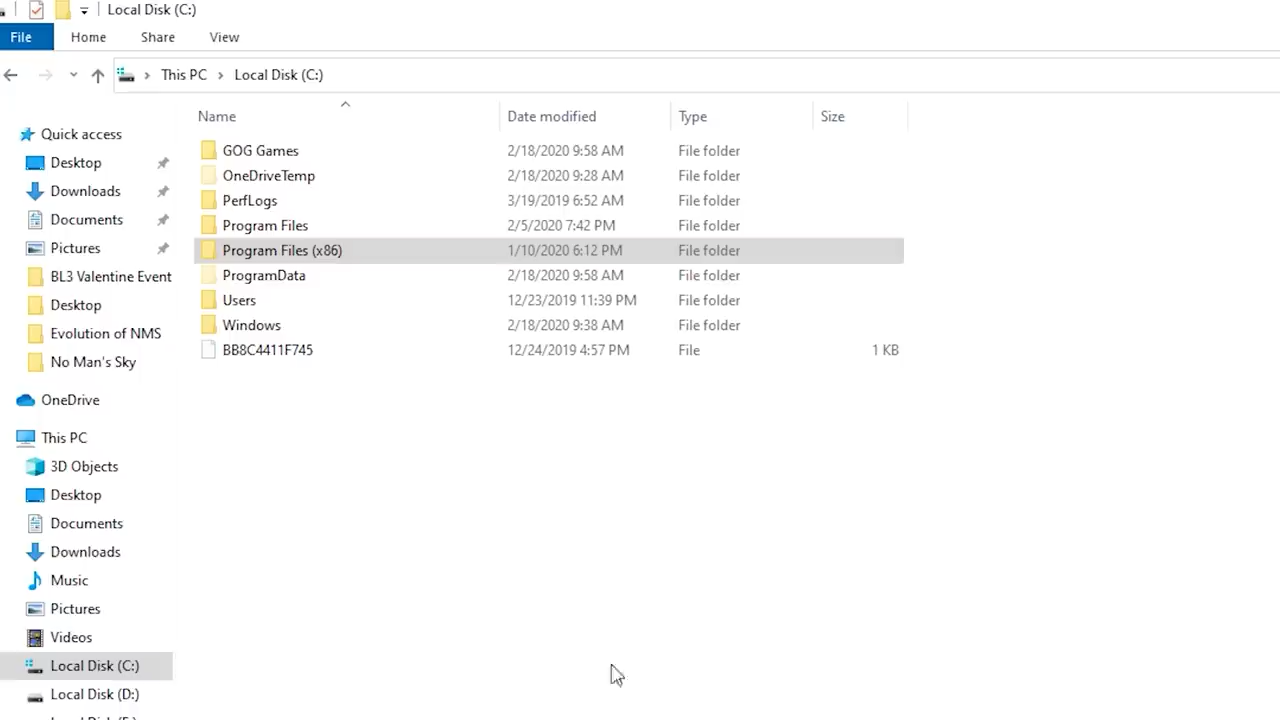 Local Disk (C:)
File Home Share View
This PC Local Disk (C:)
Name Date modified Type Size
Quick access
Desktop
Downloads
Documents
Pictures
BL3 Valentine Event
Desktop
Evolution of NMS
No Man's Sky
OneDrive
This PC
3D Objects
Desktop
Documents
Downloads
Music
Pictures
Videos
Local Disk (C:)
Local Disk (D:)
GOG Games 2/18/2020 9:58 AM File folder
OneDriveTemp 2/18/2020 9:28 AM File folder
PerfLogs 3/19/2019 6:52 AM File folder
Program Files 2/5/2020 7:42 PM File folder
Program Files (x86) 1/10/2020 6:12 PM File folder
ProgramData 2/18/2020 9:58 AM File folder
Users 12/23/2019 11:39 PM File folder
Windows 2/18/2020 9:38 AM File folder
BB8C4411F745 12/24/2019 4:57 PM File 1 KB